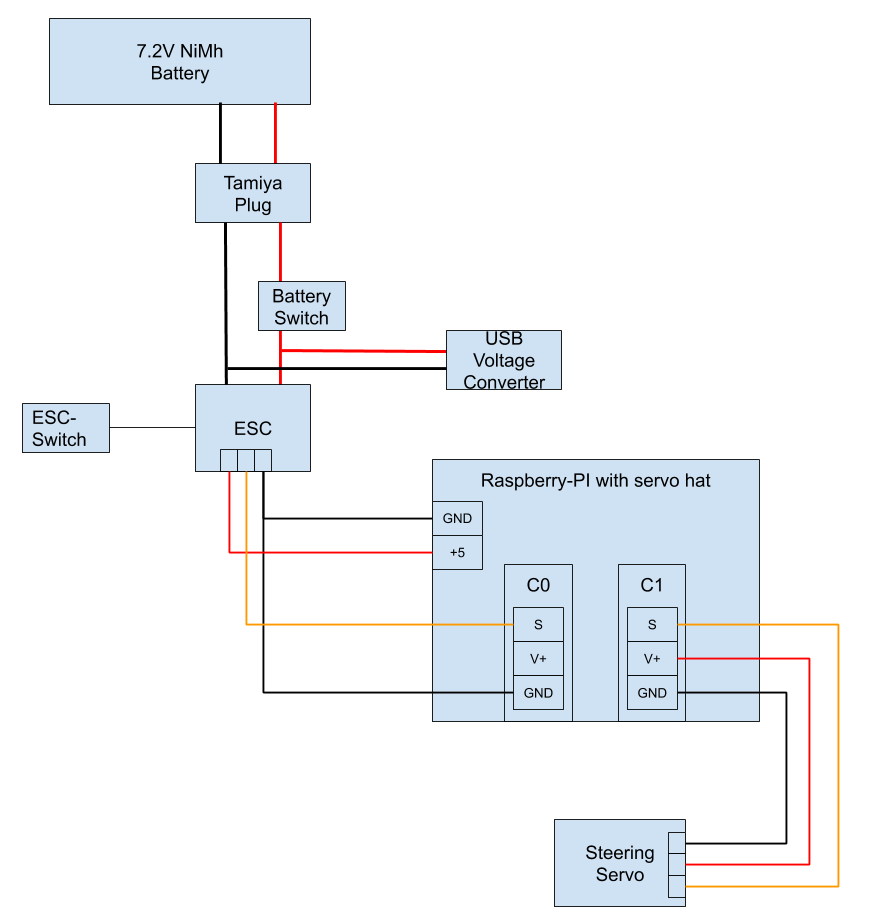 7.2V NiMh
Battery
Tamiya
Plug
Battery
Switch
USB
Voltage
Converter
ESC-
Switch
ESC
Raspberry-PI with servo hat
GND
+5
C0
C1
S
S
V+
V+
GND
GND
Steering
Servo